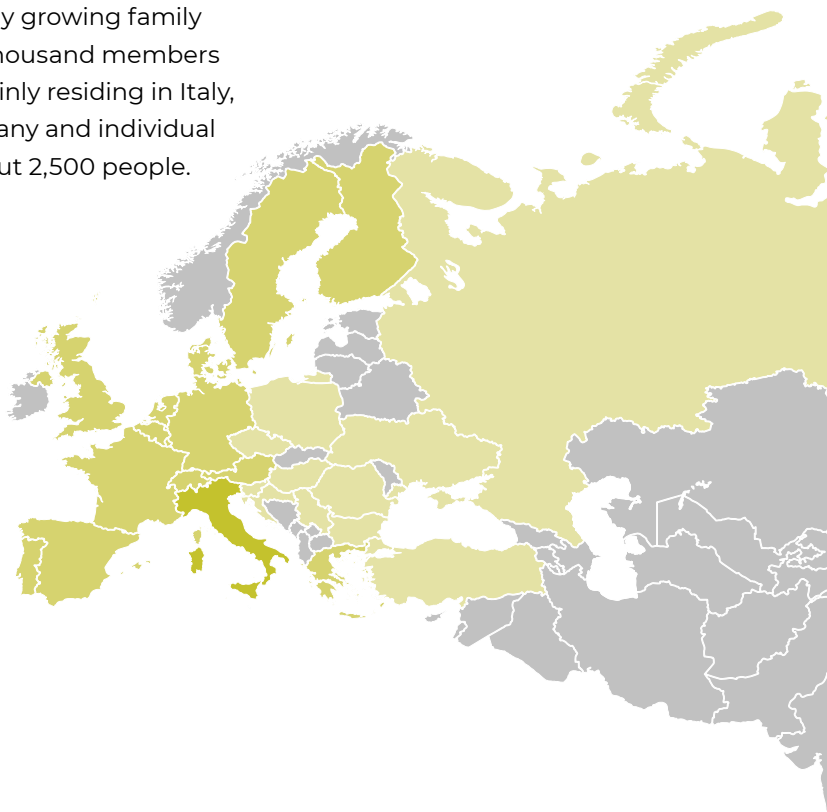 y growing family
housand members
inly residing in Italy,
any and individual
ut 2,500 people.